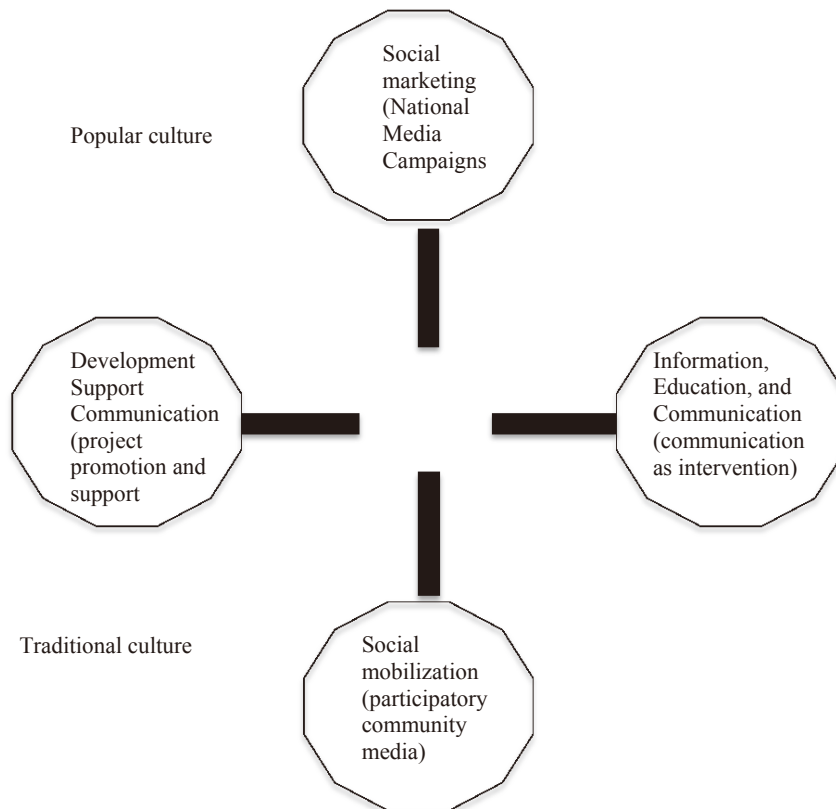 Social
marketing
(National
Media
Campaigns
Popular culture
Development
Support
Communication
(project
promotion and
support
Information,
Education, and
Communication
(communication
as intervention)
Traditional culture
Social
mobilization
(participatory
community
media)